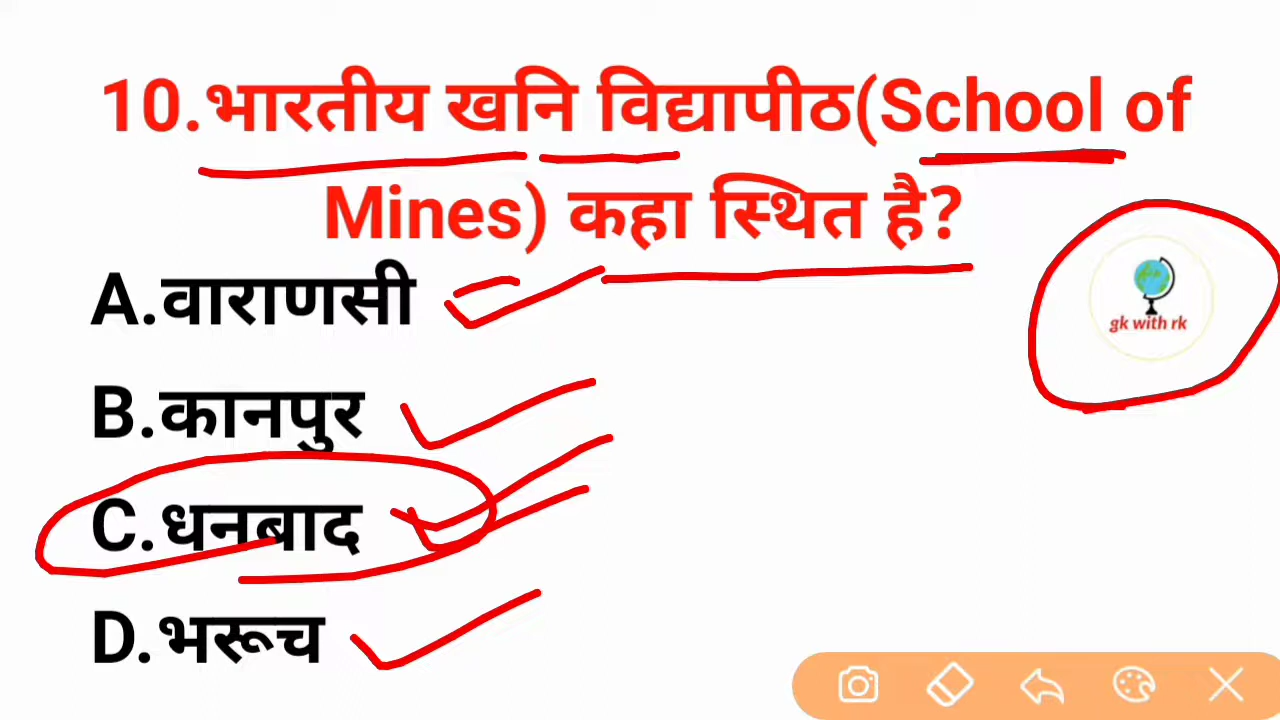 10.भारतीय खनि विद्यापीठ(School of
Mines) कहा स्थित है?
A.वाराणसी
gk with rk
B.कानपुर
C.धनबाद
D.भरूच